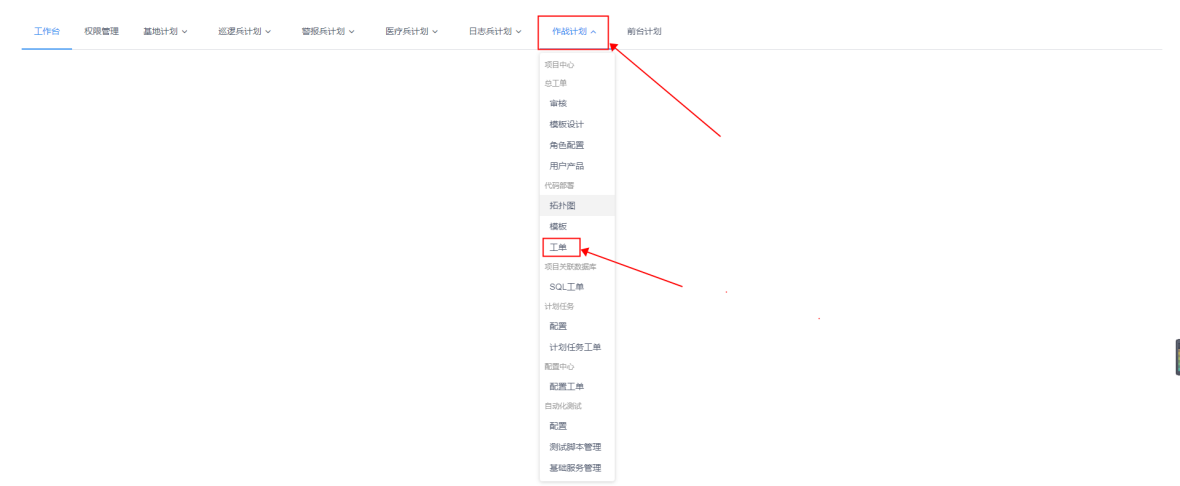 工作台 权限管理 基地计划 巡逻兵计划 警报兵计划 医疗兵计划 日志兵计划 作战计划 前台计划
项目中心
总工单
审核
模板设计
角色配置
用户产品
代码部署
拓扑图
模板
工单
项目关联数据库
SQL工单
计划任务
配置
计划任务工单
配置中心
配置工单
自动化测试
配置
测试脚本管理
基础服务管理